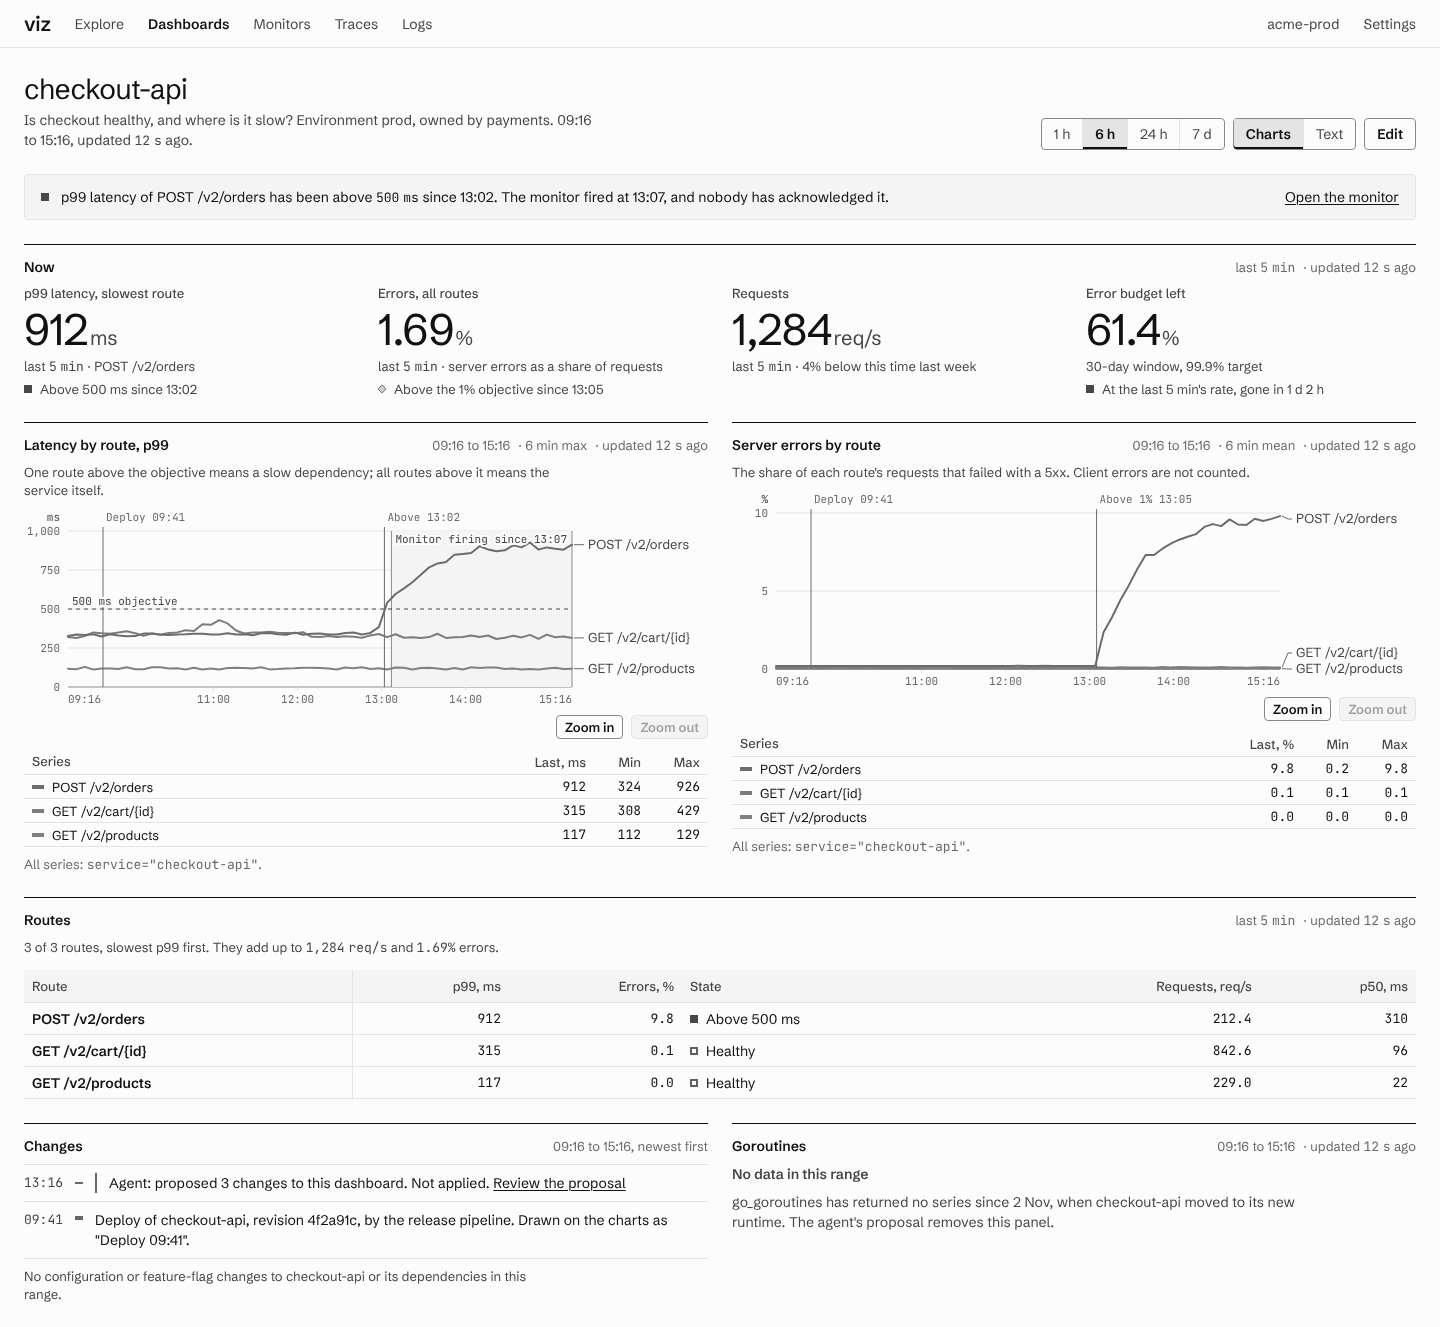 viz Explore Dashboards Monitors Traces Logs acme-prod Settings
checkout-api
Is checkout healthy, and where is it slow? Environment prod, owned by payments. 09:16
to 15:16, updated 12 s ago.
1 h 6 h 24 h 7 d Charts Text Edit
p99 latency of POST /v2/orders has been above 500 ms since 13:02. The monitor fired at 13:07, and nobody has acknowledged it. Open the monitor
Now last 5 min · updated 12 s ago
p99 latency, slowest route
912 ms
last 5 min · POST /v2/orders
Above 500 ms since 13:02
Errors, all routes
1.69 %
last 5 min · server errors as a share of requests
Above the 1% objective since 13:05
Requests
1,284 req/s
last 5 min · 4% below this time last week
Error budget left
61.4 %
30-day window, 99.9% target
At the last 5 min's rate, gone in 1 d 2 h
Latency by route, p99 09:16 to 15:16 · 6 min max · updated 12 s ago
One route above the objective means a slow dependency; all routes above it means the
service itself.
ms Deploy 09:41 Above 13:02
1,000
Monitor firing since 13:07
POST /v2/orders
750
500 ms objective
500
GET /v2/cart/{id}
250
GET /v2/products
0
09:16 11:00 12:00 13:00 14:00 15:16
Zoom in Zoom out
Series Last, ms Min Max
POST /v2/orders 912 324 926
GET /v2/cart/{id} 315 308 429
GET /v2/products 117 112 129
All series: service="checkout-api".
Server errors by route 09:16 to 15:16 · 6 min mean · updated 12 s ago
The share of each route's requests that failed with a 5xx. Client errors are not counted.
% Deploy 09:41 Above 1% 13:05
10
POST /v2/orders
5
GET /v2/cart/{id}
0 GET /v2/products
09:16 11:00 12:00 13:00 14:00 15:16
Zoom in Zoom out
Series Last, % Min Max
POST /v2/orders 9.8 0.2 9.8
GET /v2/cart/{id} 0.1 0.1 0.1
GET /v2/products 0.0 0.0 0.0
All series: service="checkout-api".
Routes last 5 min · updated 12 s ago
3 of 3 routes, slowest p99 first. They add up to 1,284 req/s and 1.69% errors.
Route p99, ms Errors, % State Requests, req/s p50, ms
POST /v2/orders 912 9.8 Above 500 ms 212.4 310
GET /v2/cart/{id} 315 0.1 Healthy 842.6 96
GET /v2/products 117 0.0 Healthy 229.0 22
Changes 09:16 to 15:16, newest first
13:16 Agent: proposed 3 changes to this dashboard. Not applied. Review the proposal
09:41 Deploy of checkout-api, revision 4f2a91c, by the release pipeline. Drawn on the charts as
"Deploy 09:41".
No configuration or feature-flag changes to checkout-api or its dependencies in this
range.
Goroutines 09:16 to 15:16 · updated 12 s ago
No data in this range
go_goroutines has returned no series since 2 Nov, when checkout-api moved to its new
runtime. The agent's proposal removes this panel.